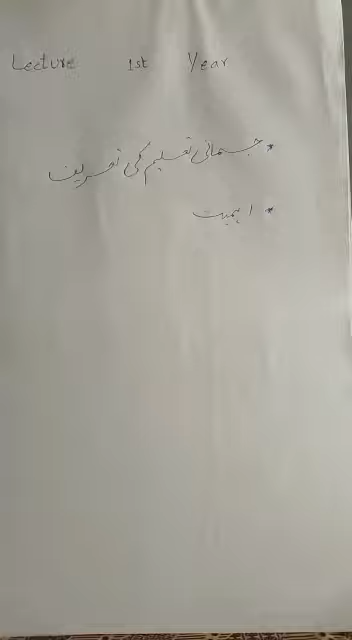 Lecture 1st Year
* جسمانی تعلیم کی تعریف
* اہمیت